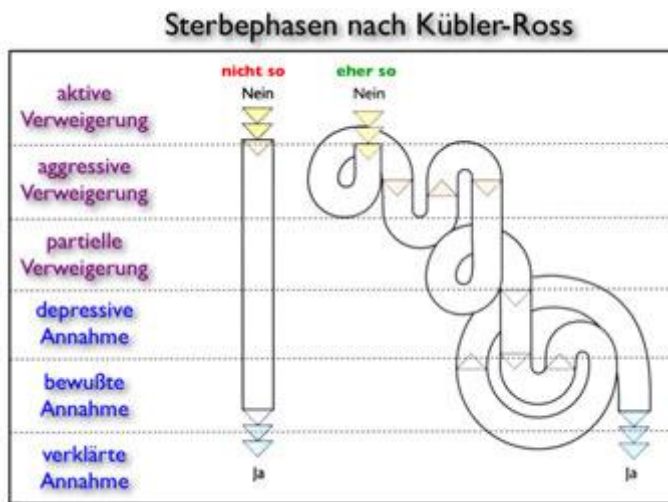 Sterbephasen nach Kübler-Ross
nicht so
eher so
Nein
Nein
aktive
Verweigerung
aggressive
Verweigerung
partielle
Verweigerung
depressive
Annahme
bewußte
Annahme
verklärte
Annahme
Ja
Ja